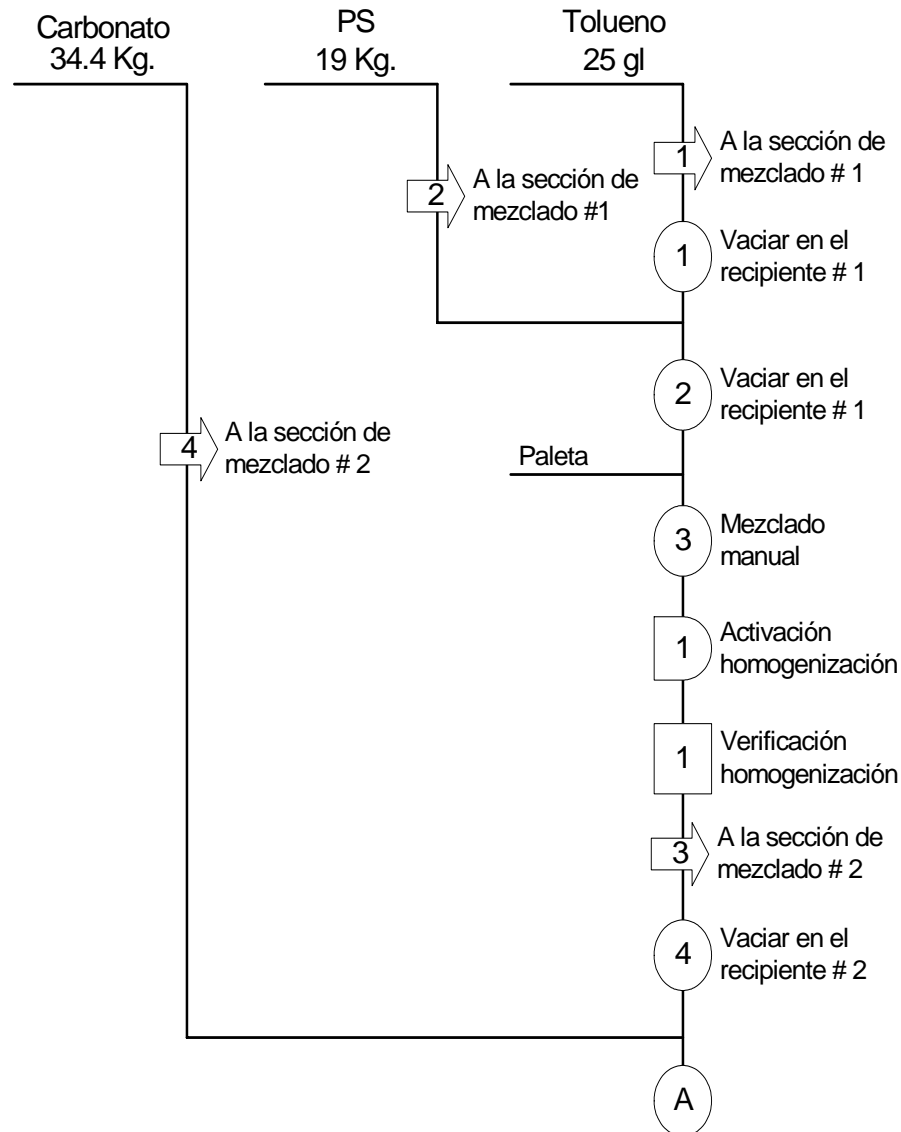 Carbonato
34.4 Kg.
PS
19 Kg.
Tolueno
25 gl
1
A la sección de
mezclado # 1
2
A la sección de
mezclado #1
1
Vaciar en el
recipiente # 1
2
Vaciar en el
recipiente # 1
4
A la sección de
mezclado # 2
Paleta
3
Mezclado
manual
1
Activación
homogenización
1
Verificación
homogenización
3
A la sección de
mezclado # 2
4
Vaciar en el
recipiente # 2
A